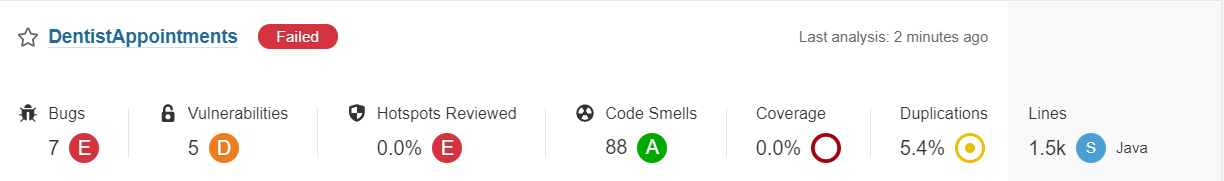 DentistAppointments Failed Last analysis: 2 minutes ago
Bugs Vulnerabilities Hotspots Reviewed Code Smells Coverage Duplications Lines
7 E 5 D 0.0% E 88 A 0.0% 5.4% 1.5k S Java